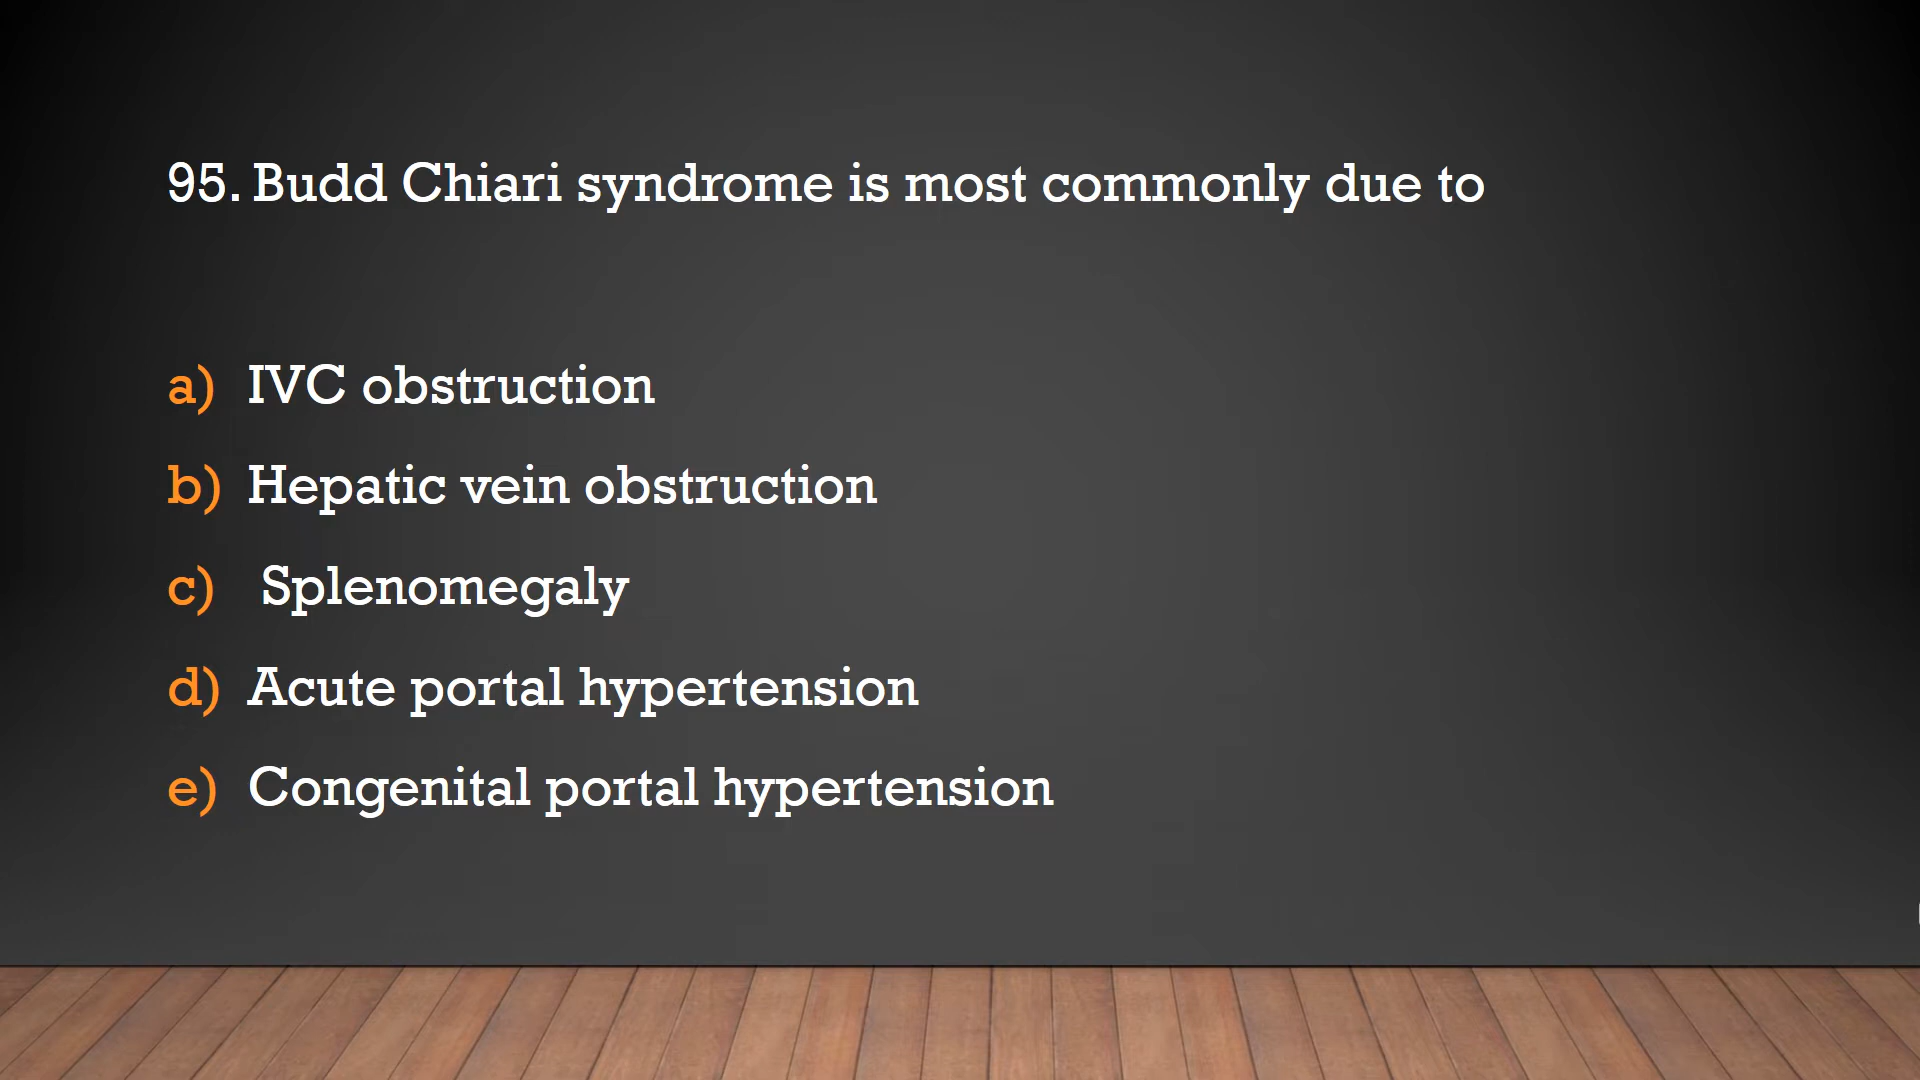 95. Budd Chiari syndrome is most commonly due to
a) IVC obstruction
b) Hepatic vein obstruction
c) Splenomegaly
d) Acute portal hypertension
e) Congenital portal hypertension